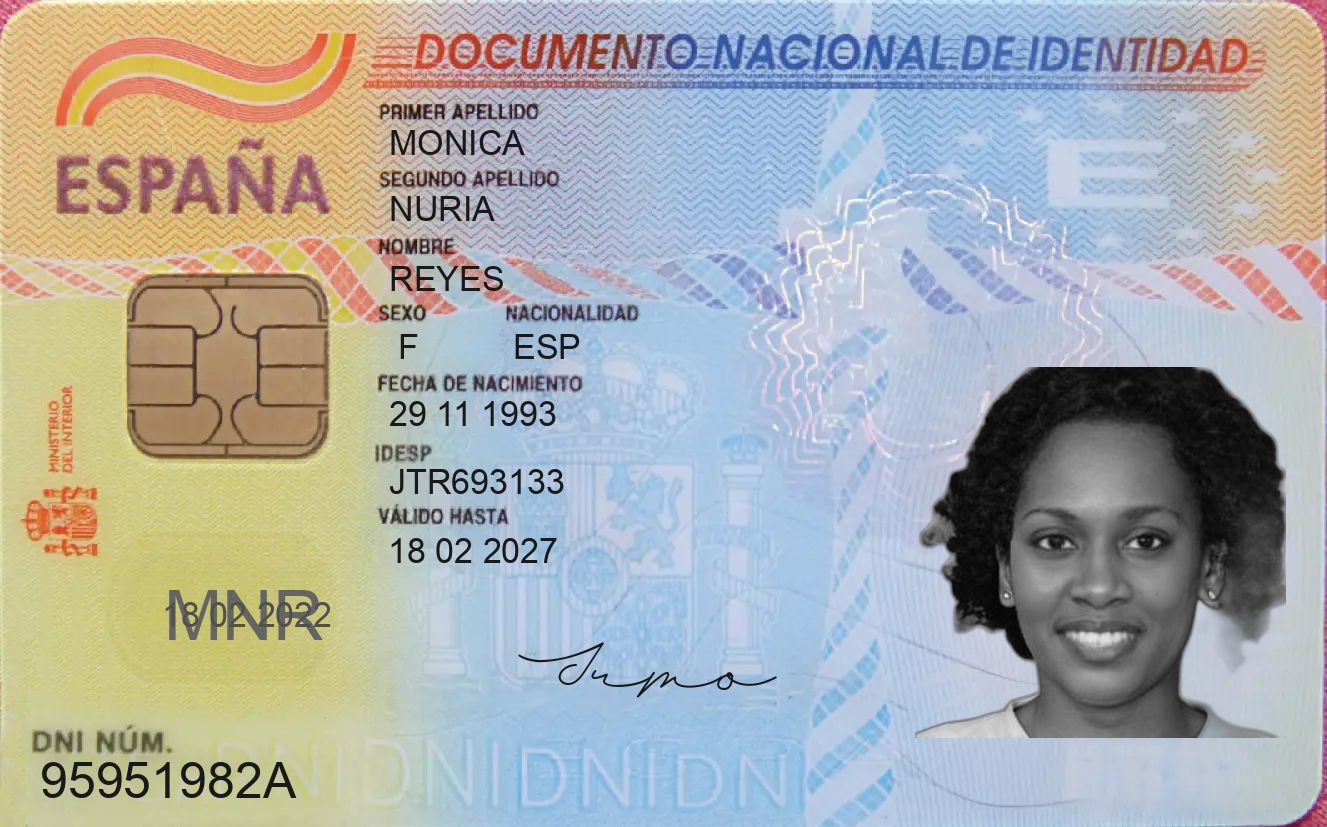 DOCUMENTO NACIONAL DE IDENTIDAD
ESPAÑA
PRIMER APELLIDO
MONICA
SEGUNDO APELLIDO
NURIA
NOMBRE
REYES
SEXO NACIONALIDAD
F ESP
FECHA DE NACIMIENTO
29 11 1993
IDESP
JTR693133
VÁLIDO HASTA
18 02 2027
MINISTERIO
DEL INTERIOR
E
18 02 2022
MNR
DNI NÚM.
95951982A
DNIDNIDNIDNI